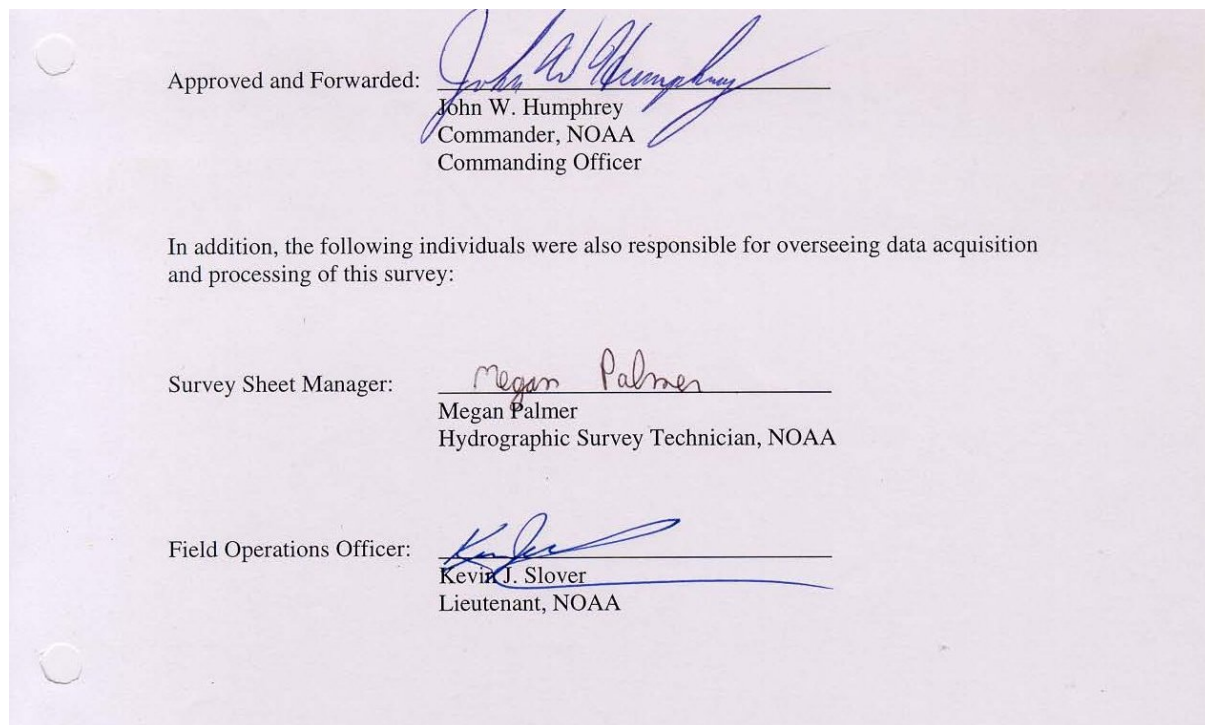 John W Humphrey
Approved and Forwarded:
John W. Humphrey
Commander, NOAA
Commanding Officer
In addition, the following individuals were also responsible for overseeing data acquisition
and processing of this survey:
Megan Palmer
Survey Sheet Manager:
Megan Palmer
Hydrographic Survey Technician, NOAA
Field Operations Officer:
Kevin J. Slover
Lieutenant, NOAA